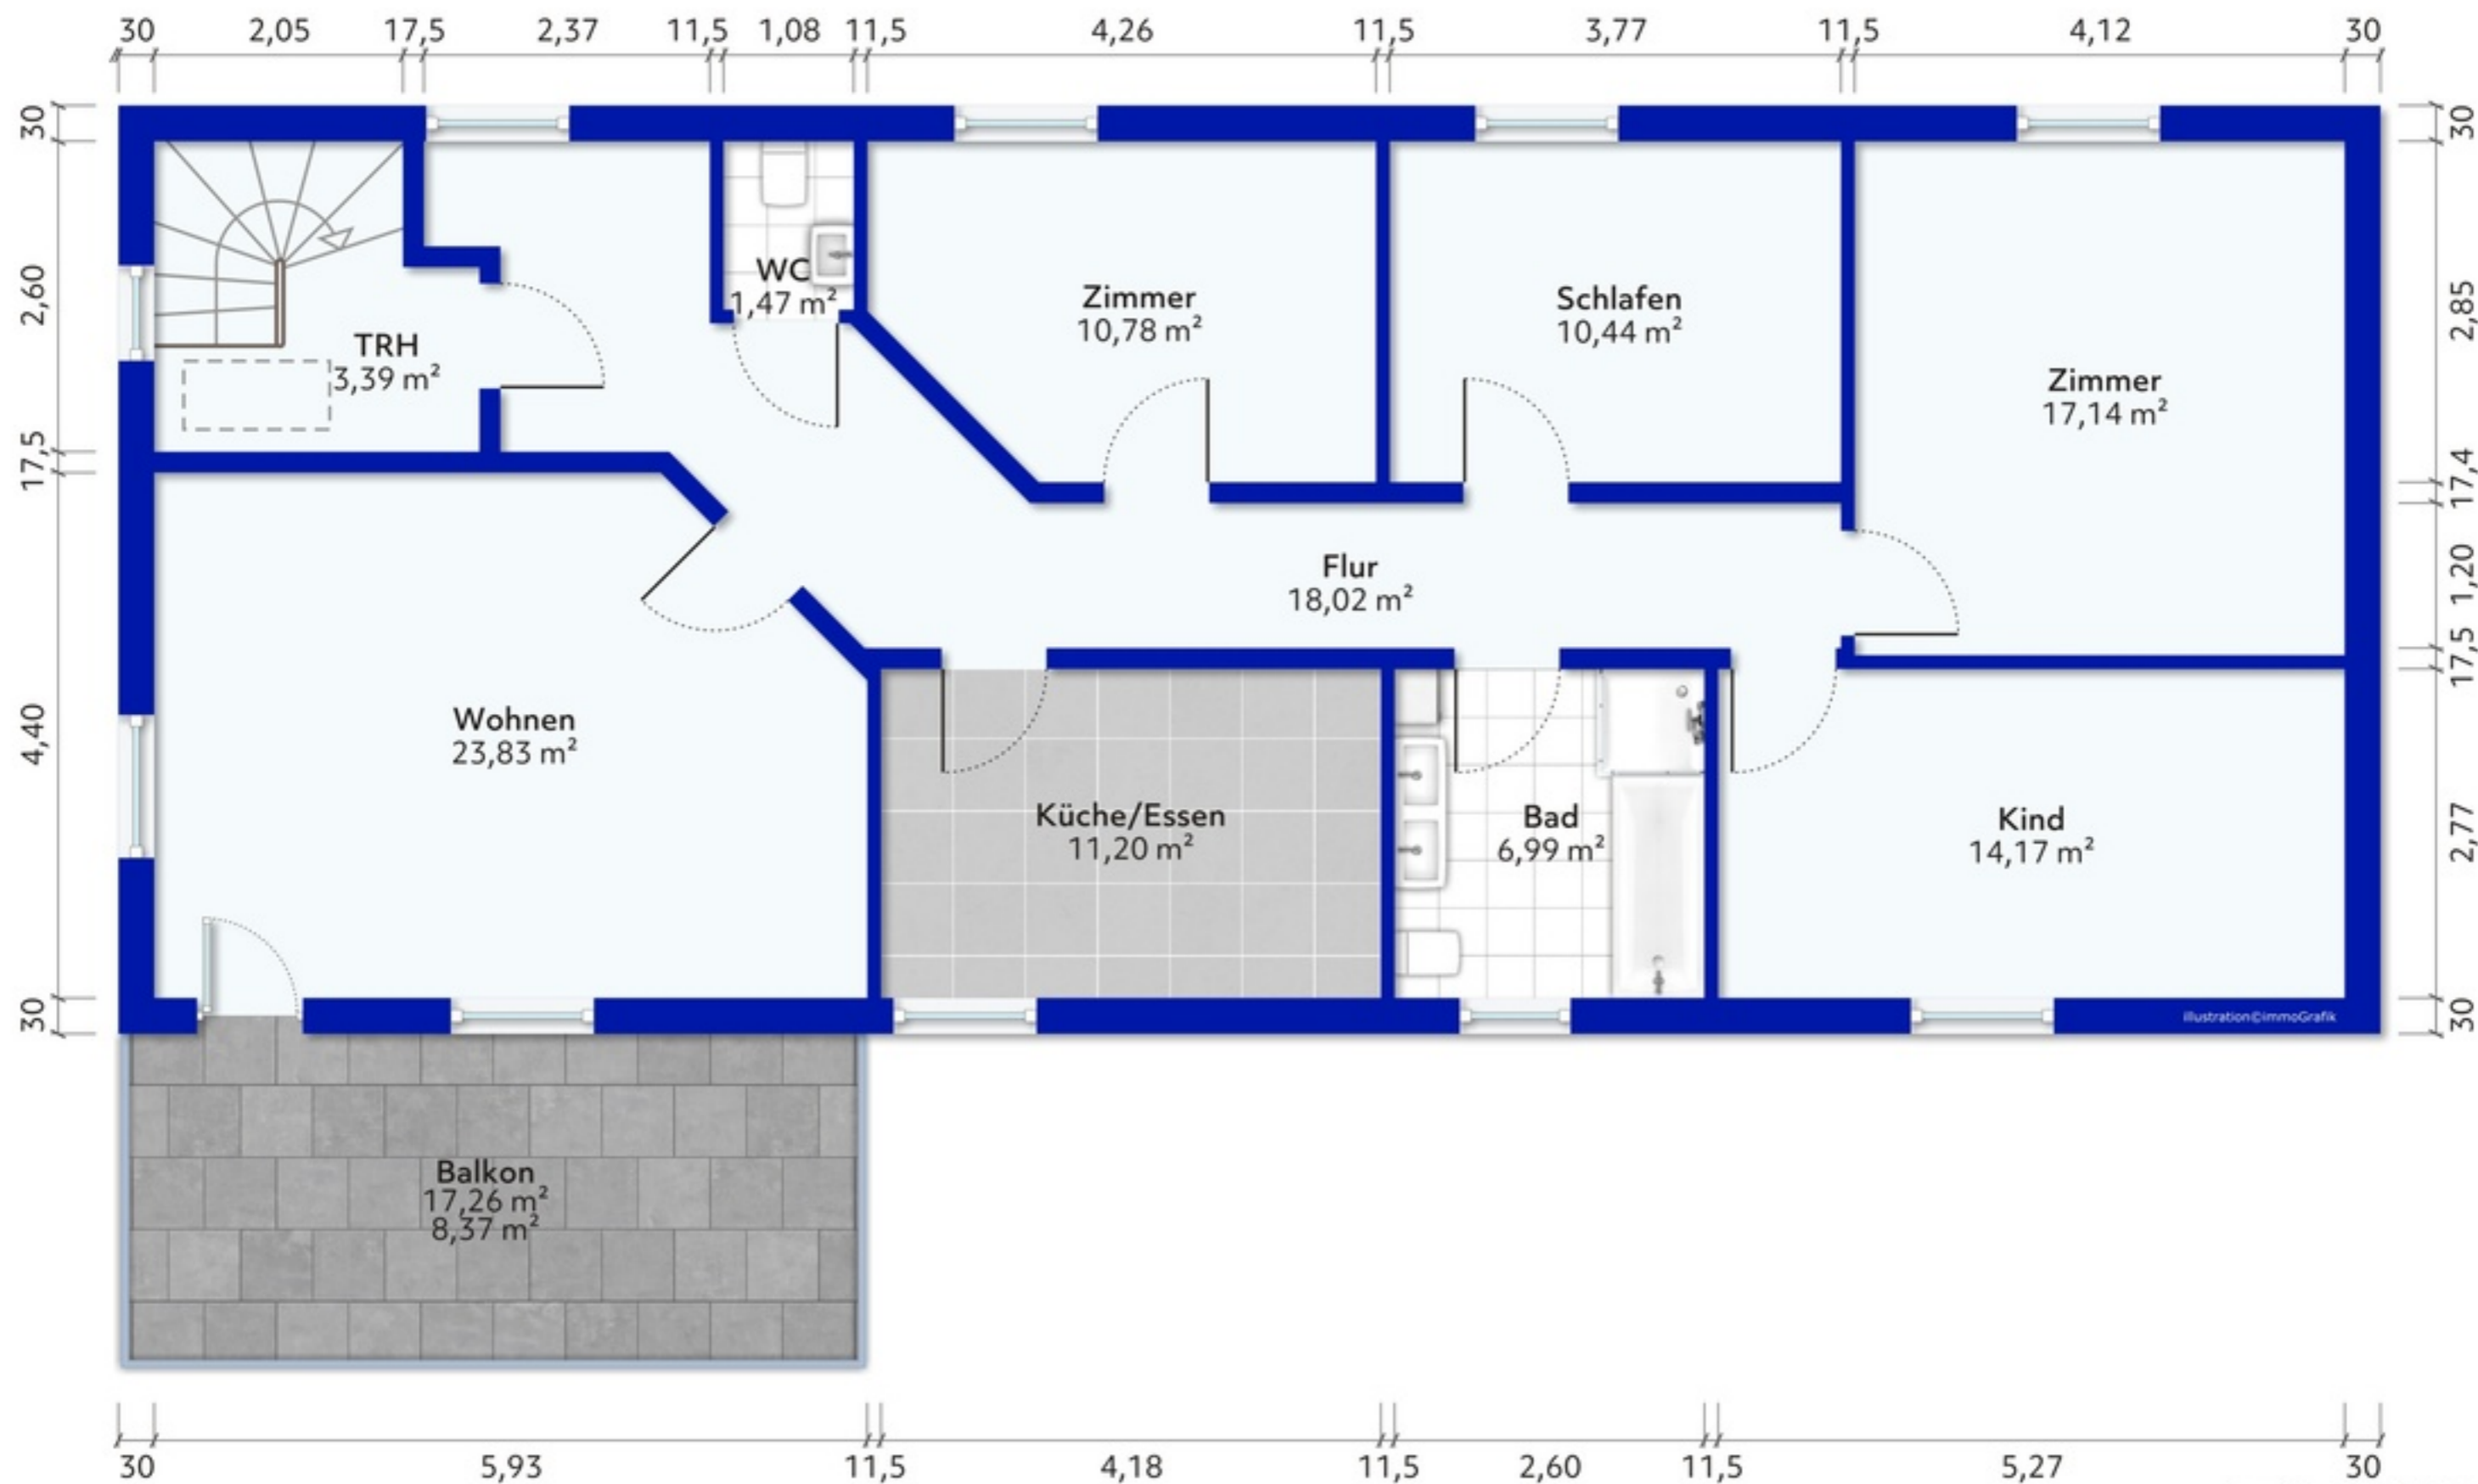 30 2,05 17,5 2,37 11,5 1,08 11,5 4,26 11,5 3,77 11,5 4,12 30
30
2,60
17,5
4,40
30
30
2,85
17,4
1,20
17,5
2,77
30
WC
1,47 m²
Zimmer
10,78 m²
Schlafen
10,44 m²
TRH
3,39 m²
Zimmer
17,14 m²
Flur
18,02 m²
Wohnen
23,83 m²
Küche/Essen
11,20 m²
Bad
6,99 m²
Kind
14,17 m²
illustration©immoGrafik
Balkon
17,26 m²
8,37 m²
30 5,93 11,5 4,18 11,5 2,60 11,5 5,27 30